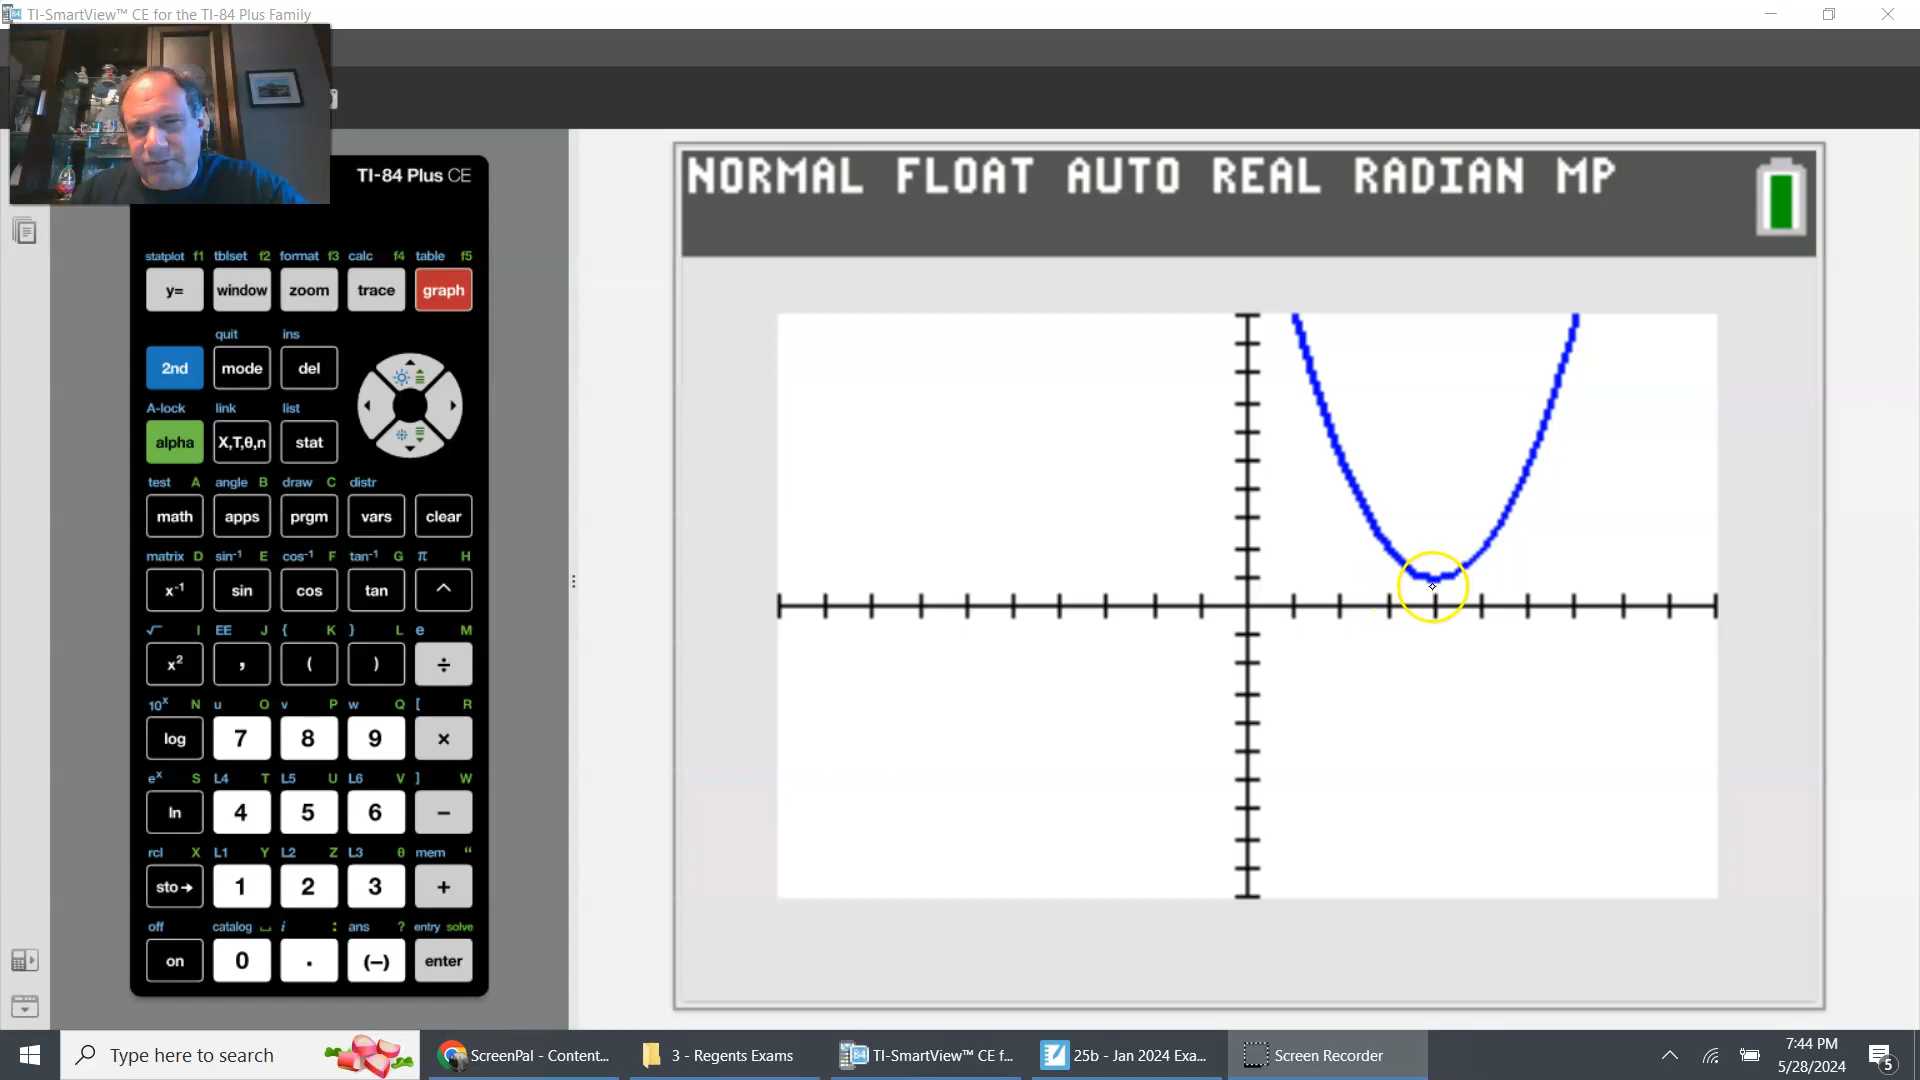 TI-SmartView™ CE for the TI-84 Plus Family
TI-84 Plus CE
NORMAL FLOAT AUTO REAL RADIAN MP
statplot f1 tblset f2 format f3 calc f4 table f5
y= window zoom trace graph
quit ins
2nd mode del
A-lock link list
alpha X,T,θ,n stat
test A angle B draw C distr
math apps prgm vars clear
matrix D sin⁻¹ E cos⁻¹ F tan⁻¹ G π H
x⁻¹ sin cos tan ^
√ I EE J { K } L e M
x² , ( ) ÷
10ˣ N u O v P w Q [ R
log 7 8 9 ×
eˣ S L4 T L5 U L6 V ] W
ln 4 5 6 −
rcl X L1 Y L2 Z L3 θ mem “
sto→ 1 2 3 +
off catalog ⎵ i : ans ? entry solve
on 0 . (−) enter
Type here to search
ScreenPal - Content...
3 - Regents Exams
TI-SmartView™ CE f...
25b - Jan 2024 Exa...
Screen Recorder
7:44 PM
5/28/2024
5